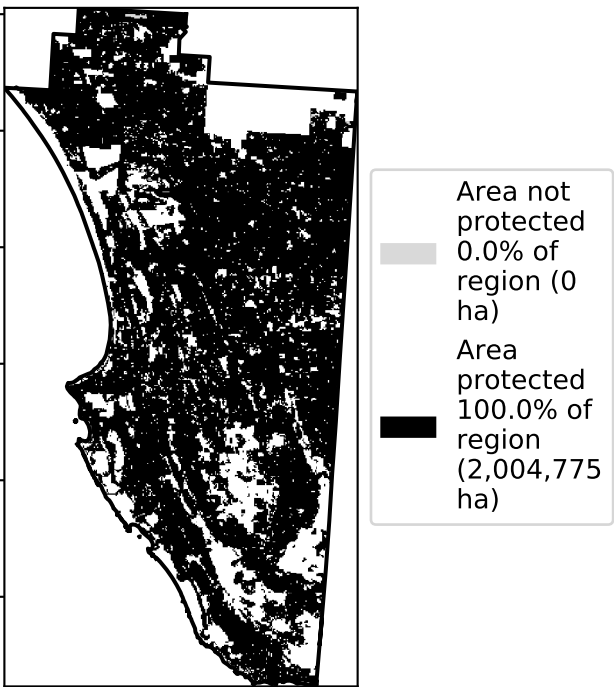 Area not
protected
0.0% of
region (0
ha)
Area
protected
100.0% of
region
(2,004,775
ha)